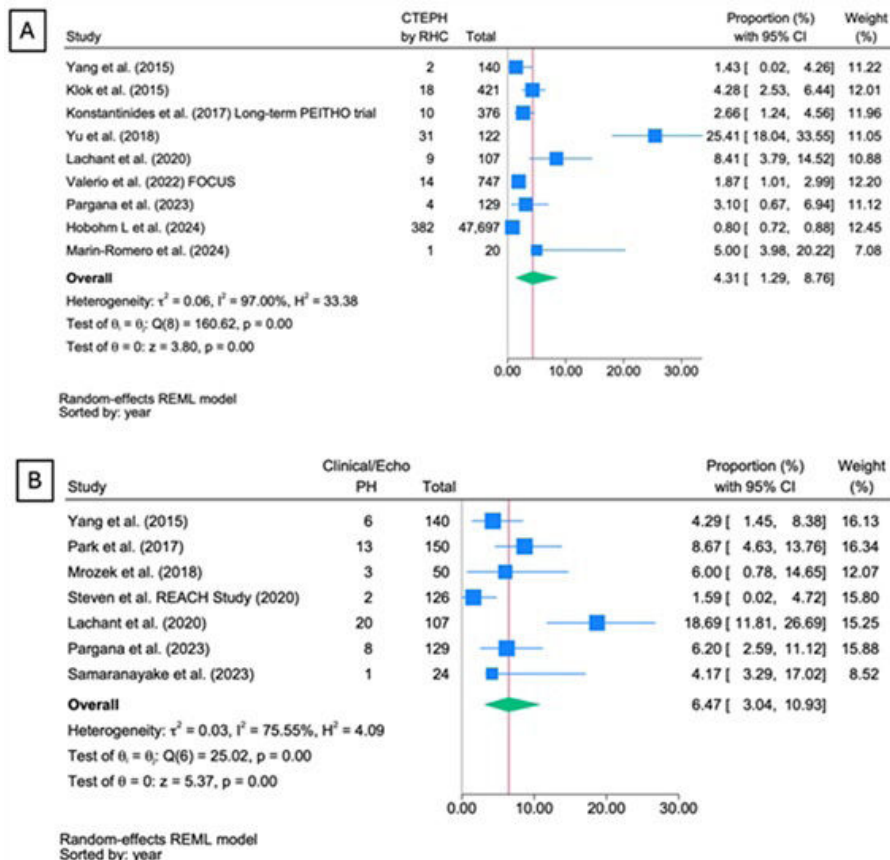 A
CTEPH Proportion (%) Weight
Study by RHC Total with 95% CI (%)
Yang et al. (2015) 2 140 1.43 [ 0.02, 4.26] 11.22
Klok et al. (2015) 18 421 4.28 [ 2.53, 6.44] 12.01
Konstantinides et al. (2017) Long-term PEITHO trial 10 376 2.66 [ 1.24, 4.56] 11.96
Yu et al. (2018) 31 122 25.41 [ 18.04, 33.55] 11.05
Lachant et al. (2020) 9 107 8.41 [ 3.79, 14.52] 10.88
Valerio et al. (2022) FOCUS 14 747 1.87 [ 1.01, 2.99] 12.20
Pargana et al. (2023) 4 129 3.10 [ 0.67, 6.94] 11.12
Hobohm L et al. (2024) 382 47,697 0.80 [ 0.72, 0.88] 12.45
Marin-Romero et al. (2024) 1 20 5.00 [ 3.98, 20.22] 7.08
Overall 4.31 [ 1.29, 8.76]
Heterogeneity: τ² = 0.06, I² = 97.00%, H² = 33.38
Test of θᵢ = θⱼ: Q(8) = 160.62, p = 0.00
Test of θ = 0: z = 3.80, p = 0.00
0.00 10.00 20.00 30.00
Random-effects REML model
Sorted by: year
B
Clinical/Echo Proportion (%) Weight
Study PH Total with 95% CI (%)
Yang et al. (2015) 6 140 4.29 [ 1.45, 8.38] 16.13
Park et al. (2017) 13 150 8.67 [ 4.63, 13.76] 16.34
Mrozek et al. (2018) 3 50 6.00 [ 0.78, 14.65] 12.07
Steven et al. REACH Study (2020) 2 126 1.59 [ 0.02, 4.72] 15.80
Lachant et al. (2020) 20 107 18.69 [ 11.81, 26.69] 15.25
Pargana et al. (2023) 8 129 6.20 [ 2.59, 11.12] 15.88
Samaranayake et al. (2023) 1 24 4.17 [ 3.29, 17.02] 8.52
Overall 6.47 [ 3.04, 10.93]
Heterogeneity: τ² = 0.03, I² = 75.55%, H² = 4.09
Test of θᵢ = θⱼ: Q(6) = 25.02, p = 0.00
Test of θ = 0: z = 5.37, p = 0.00
0.00 10.00 20.00 30.00
Random-effects REML model
Sorted by: year